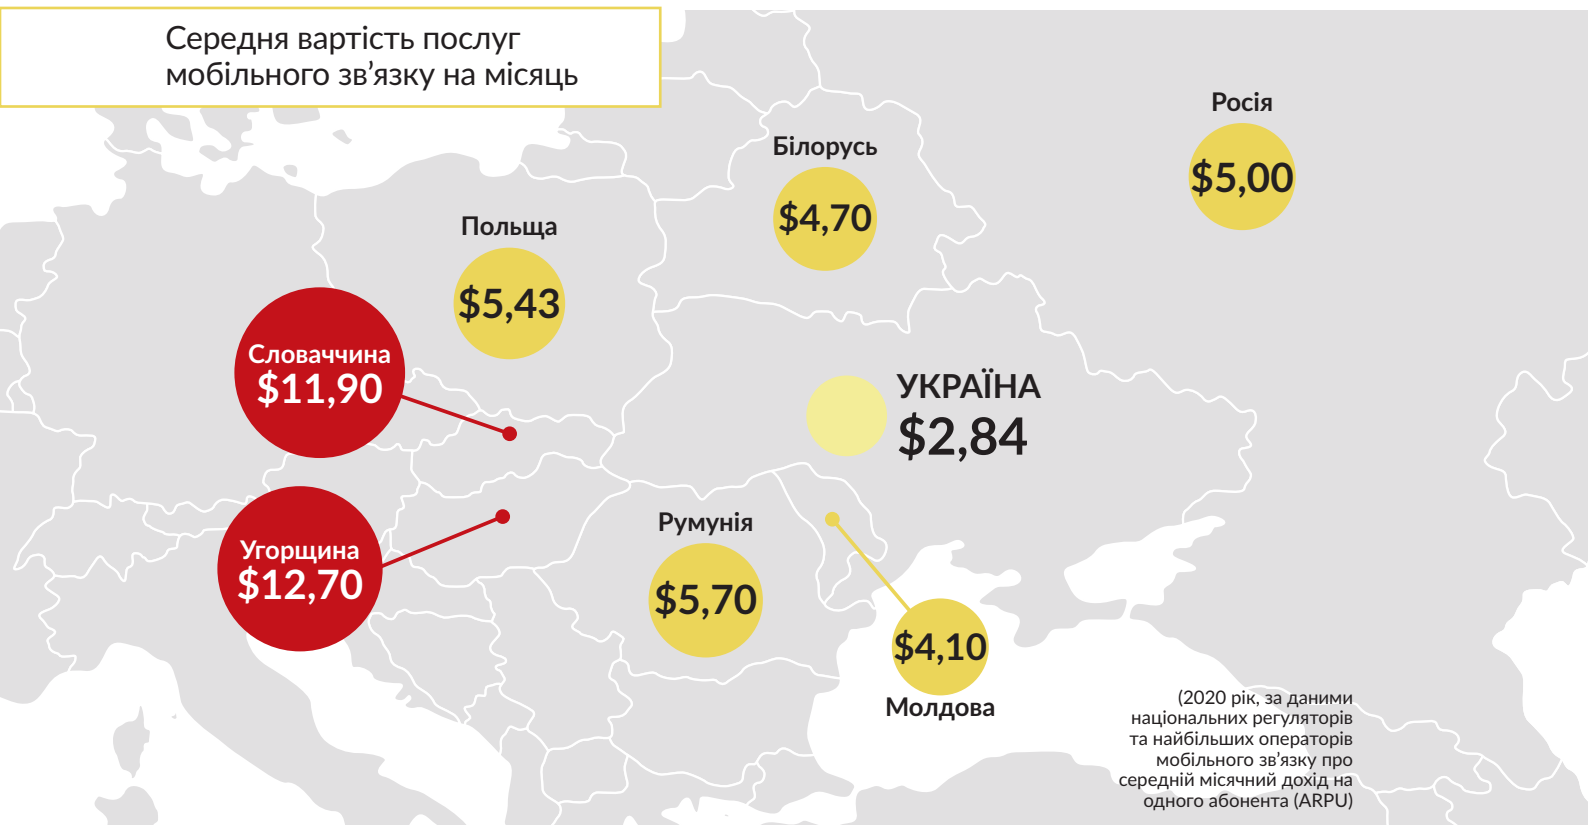 Середня вартість послуг
мобільного зв'язку на місяць
Росія
$5,00
Білорусь
$4,70
Польща
$5,43
Словаччина
$11,90
УКРАЇНА
$2,84
Угорщина
$12,70
Румунія
$5,70
$4,10
Молдова
(2020 рік, за даними
національних регуляторів
та найбільших операторів
мобільного зв'язку про
середній місячний дохід на
одного абонента (ARPU)